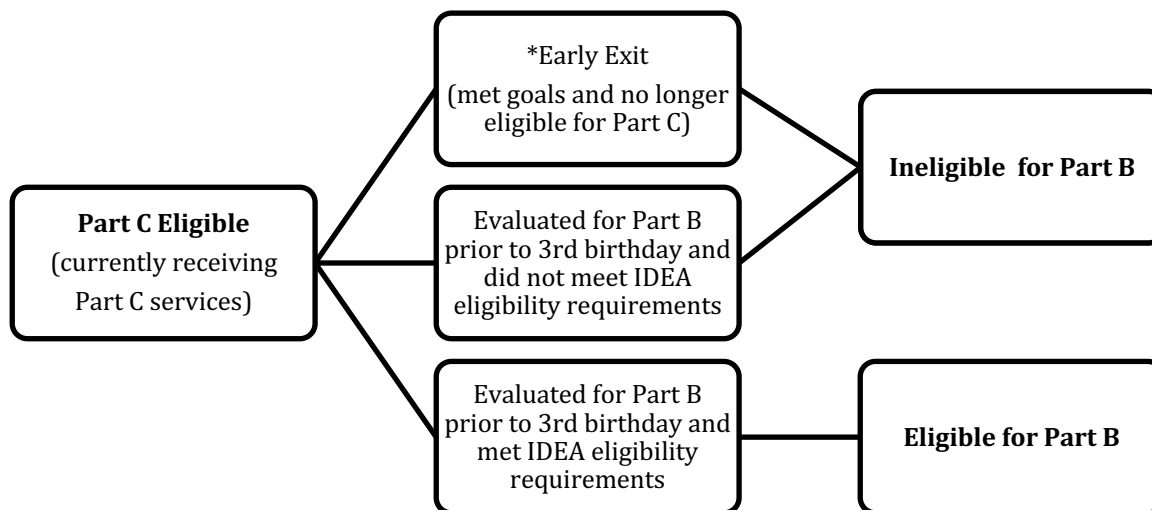 *Early Exit
(met goals and no longer
eligible for Part C)
Ineligible for Part B
Part C Eligible
(currently receiving
Part C services)
Evaluated for Part B
prior to 3rd birthday and
did not meet IDEA
eligibility requirements
Evaluated for Part B
prior to 3rd birthday and
met IDEA eligibility
requirements
Eligible for Part B